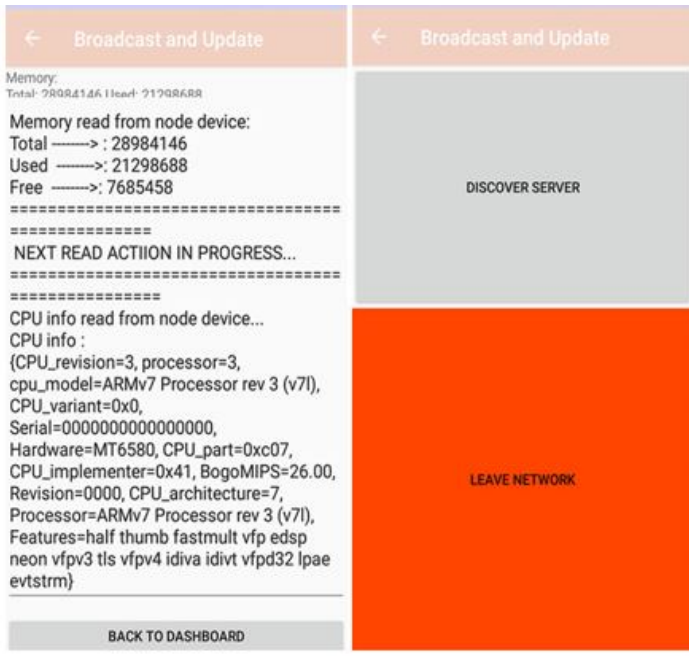 Broadcast and Update
Memory:
Total: 28984146 Used: 21298688
Memory read from node device:
Total --------> : 28984146
Used --------->: 21298688
Free -------->: 7685458
===================================
===============
NEXT READ ACTIION IN PROGRESS...
===================================
================
CPU info read from node device...
CPU info :
{CPU_revision=3, processor=3,
cpu_model=ARMv7 Processor rev 3 (v7l),
CPU_variant=0x0,
Serial=0000000000000000,
Hardware=MT6580, CPU_part=0xc07,
CPU_implementer=0x41, BogoMIPS=26.00,
Revision=0000, CPU_architecture=7,
Processor=ARMv7 Processor rev 3 (v7l),
Features=half thumb fastmult vfp edsp
neon vfpv3 tls vfpv4 idiva idivt vfpd32 lpae
evtstrm}
BACK TO DASHBOARD
Broadcast and Update
DISCOVER SERVER
LEAVE NETWORK